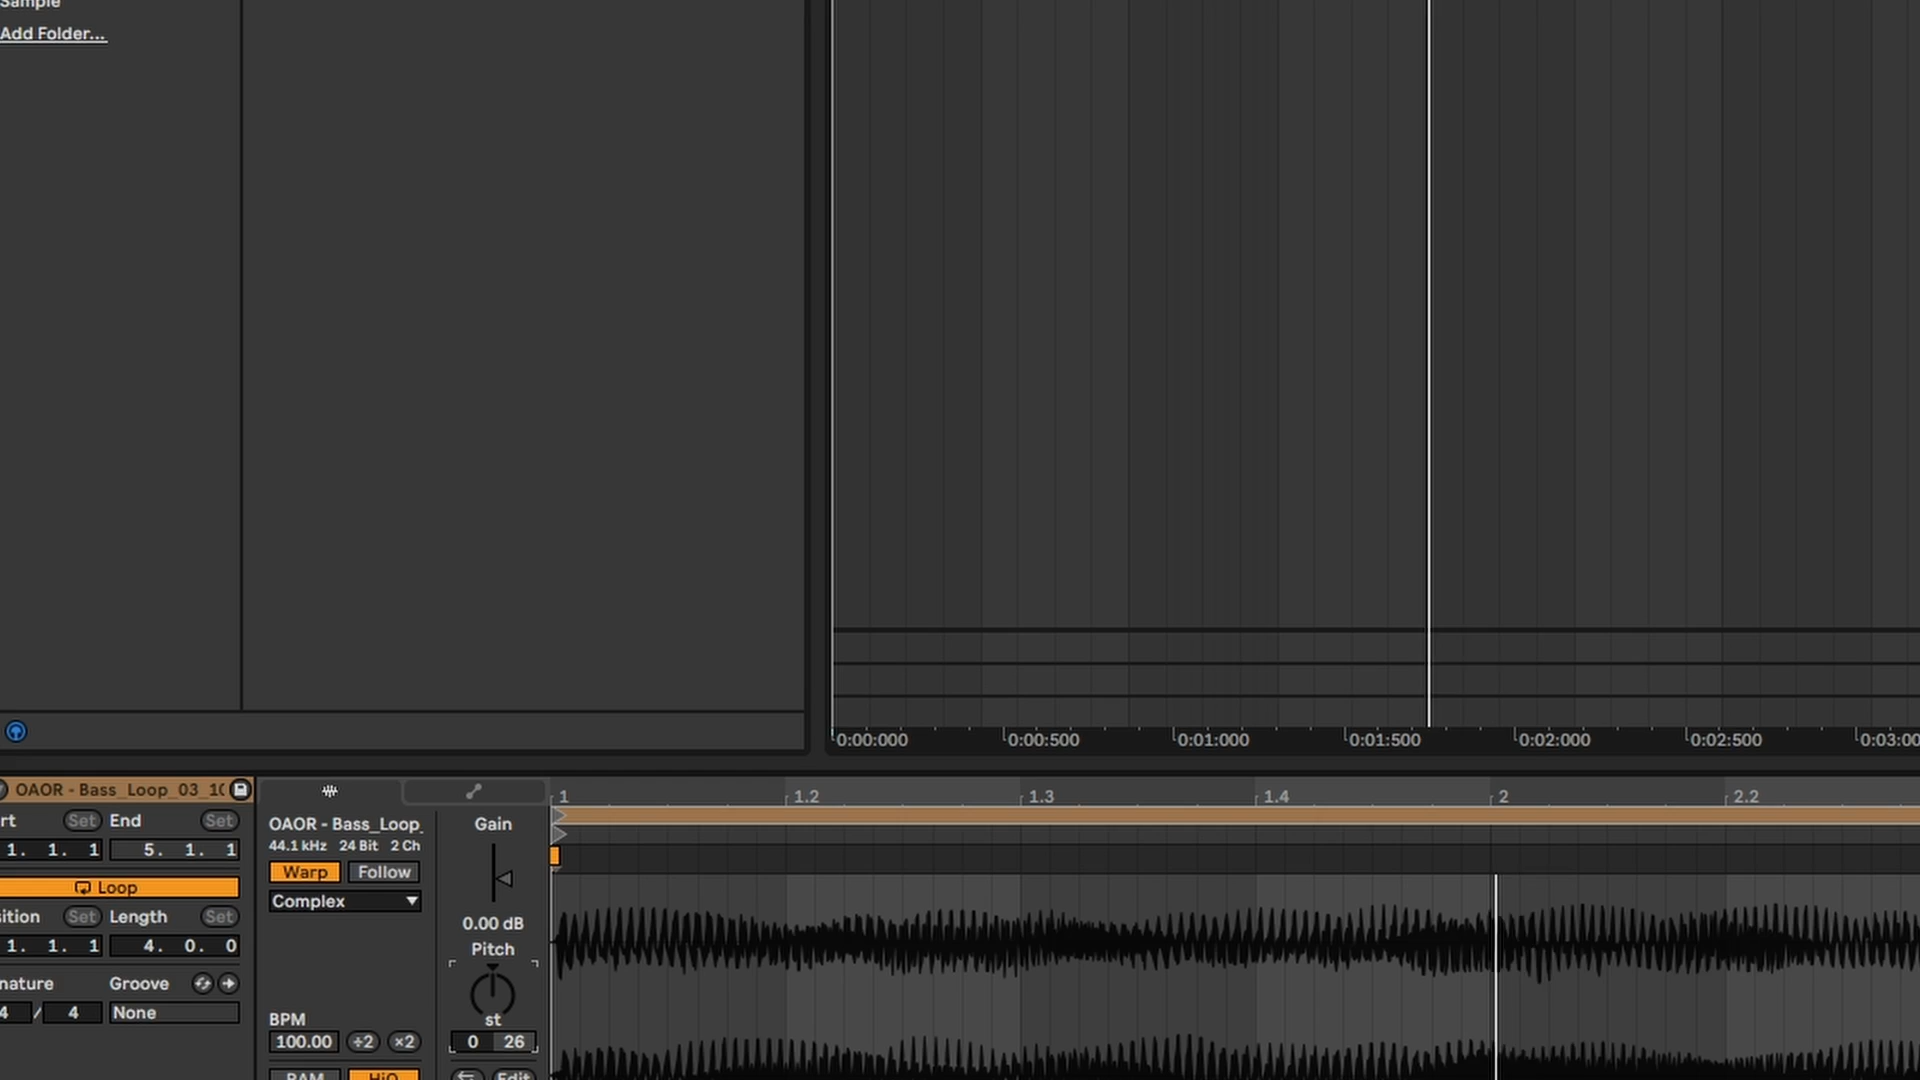 Sample
Add Folder...
0:00:000 0:00:500 0:01:000 0:01:500 0:02:000 0:02:500 0:03:00
OAOR - Bass_Loop_03_10
rt Set End Set
1. 1. 1 5. 1. 1
Loop
ition Set Length Set
1. 1. 1 4. 0. 0
nature Groove
4 / 4 None
OAOR - Bass_Loop_
44.1 kHz 24 Bit 2 Ch
Warp Follow
Complex
BPM
100.00 ÷2 ×2
RAM HiQ
Gain
0.00 dB
Pitch
st
0 26
Edit
1 1.2 1.3 1.4 2 2.2